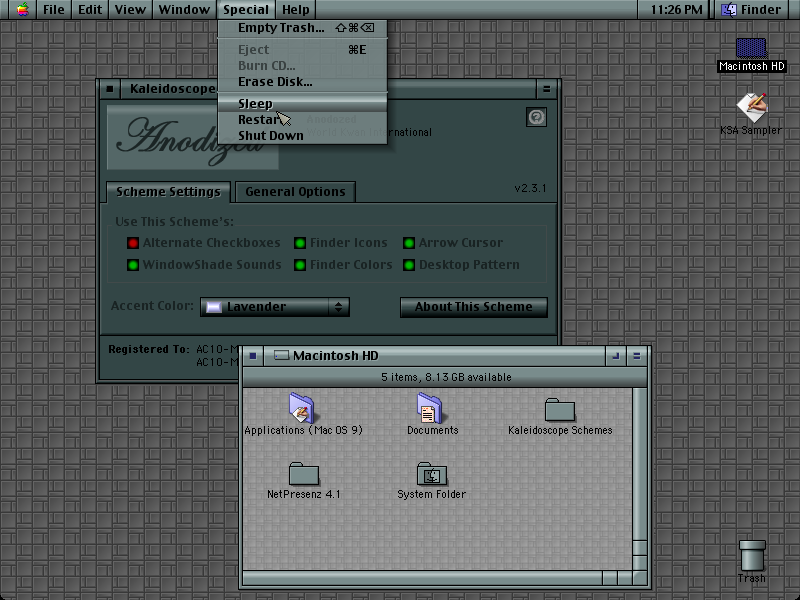 File Edit View Window Special Help 11:26 PM Finder
Empty Trash... ⇧⌘⌫
Eject ⌘E
Burn CD...
Erase Disk...
Sleep
Restart
Shut Down
Macintosh HD
KSA Sampler
Kaleidoscope
Anodized
Anodized
International
Scheme Settings General Options v2.3.1
Use This Scheme's:
Alternate Checkboxes Finder Icons Arrow Cursor
WindowShade Sounds Finder Colors Desktop Pattern
Accent Color: Lavender About This Scheme
Registered To: AC10-M
AC10-M
Macintosh HD
5 items, 8.13 GB available
Applications (Mac OS 9) Documents Kaleidoscope Schemes
NetPresenz 4.1 System Folder
Trash